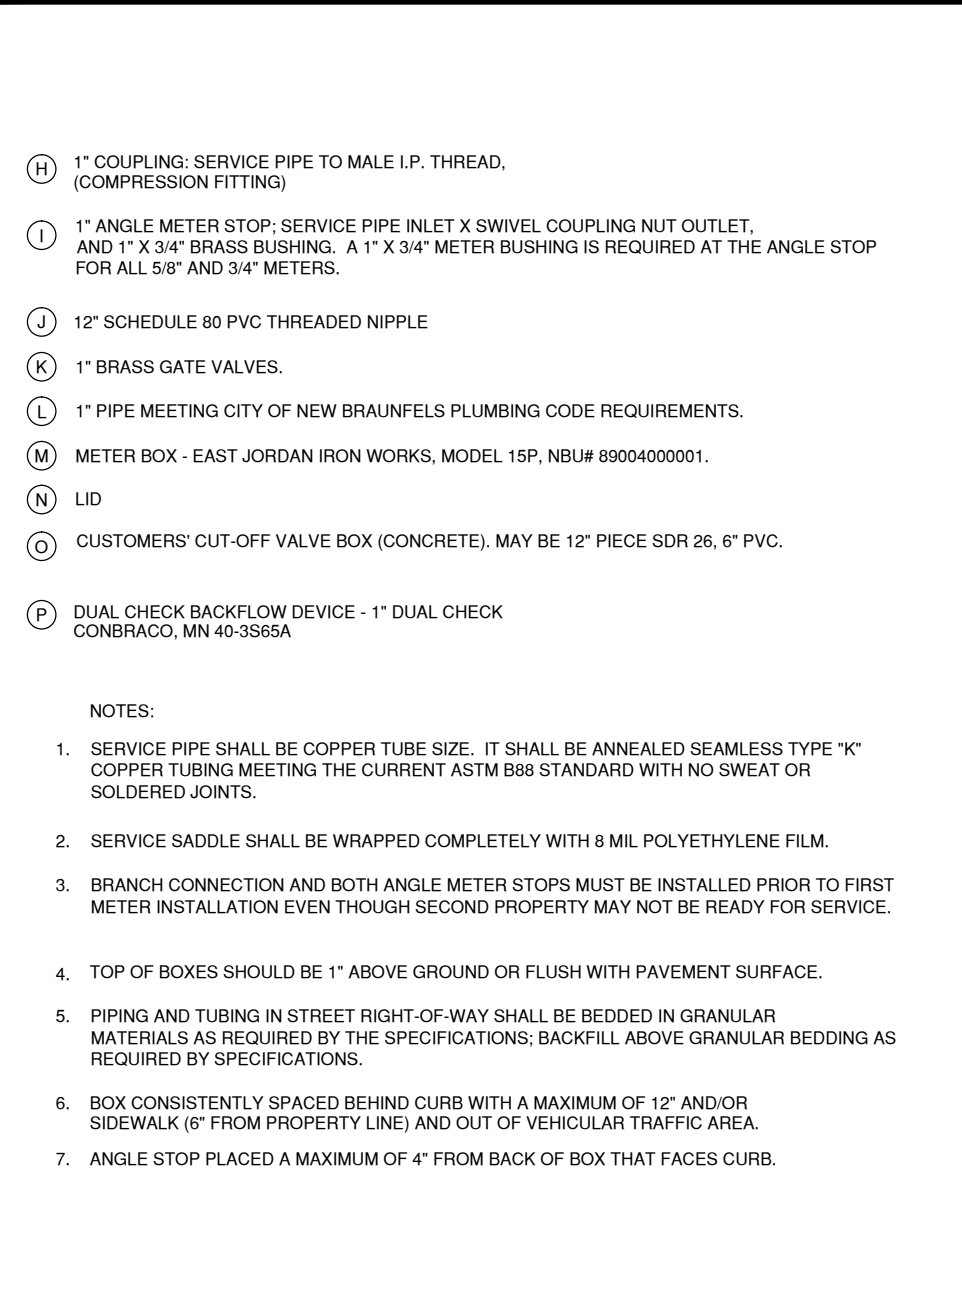 H 1" COUPLING: SERVICE PIPE TO MALE I.P. THREAD,
(COMPRESSION FITTING)
I 1" ANGLE METER STOP; SERVICE PIPE INLET X SWIVEL COUPLING NUT OUTLET,
AND 1" X 3/4" BRASS BUSHING. A 1" X 3/4" METER BUSHING IS REQUIRED AT THE ANGLE STOP
FOR ALL 5/8" AND 3/4" METERS.
J 12" SCHEDULE 80 PVC THREADED NIPPLE
K 1" BRASS GATE VALVES.
L 1" PIPE MEETING CITY OF NEW BRAUNFELS PLUMBING CODE REQUIREMENTS.
M METER BOX - EAST JORDAN IRON WORKS, MODEL 15P, NBU# 89004000001.
N LID
O CUSTOMERS' CUT-OFF VALVE BOX (CONCRETE). MAY BE 12" PIECE SDR 26, 6" PVC.
P DUAL CHECK BACKFLOW DEVICE - 1" DUAL CHECK
CONBRACO, MN 40-3S65A
NOTES:
1. SERVICE PIPE SHALL BE COPPER TUBE SIZE. IT SHALL BE ANNEALED SEAMLESS TYPE "K"
COPPER TUBING MEETING THE CURRENT ASTM B88 STANDARD WITH NO SWEAT OR
SOLDERED JOINTS.
2. SERVICE SADDLE SHALL BE WRAPPED COMPLETELY WITH 8 MIL POLYETHYLENE FILM.
3. BRANCH CONNECTION AND BOTH ANGLE METER STOPS MUST BE INSTALLED PRIOR TO FIRST
METER INSTALLATION EVEN THOUGH SECOND PROPERTY MAY NOT BE READY FOR SERVICE.
4. TOP OF BOXES SHOULD BE 1" ABOVE GROUND OR FLUSH WITH PAVEMENT SURFACE.
5. PIPING AND TUBING IN STREET RIGHT-OF-WAY SHALL BE BEDDED IN GRANULAR
MATERIALS AS REQUIRED BY THE SPECIFICATIONS; BACKFILL ABOVE GRANULAR BEDDING AS
REQUIRED BY SPECIFICATIONS.
6. BOX CONSISTENTLY SPACED BEHIND CURB WITH A MAXIMUM OF 12" AND/OR
SIDEWALK (6" FROM PROPERTY LINE) AND OUT OF VEHICULAR TRAFFIC AREA.
7. ANGLE STOP PLACED A MAXIMUM OF 4" FROM BACK OF BOX THAT FACES CURB.